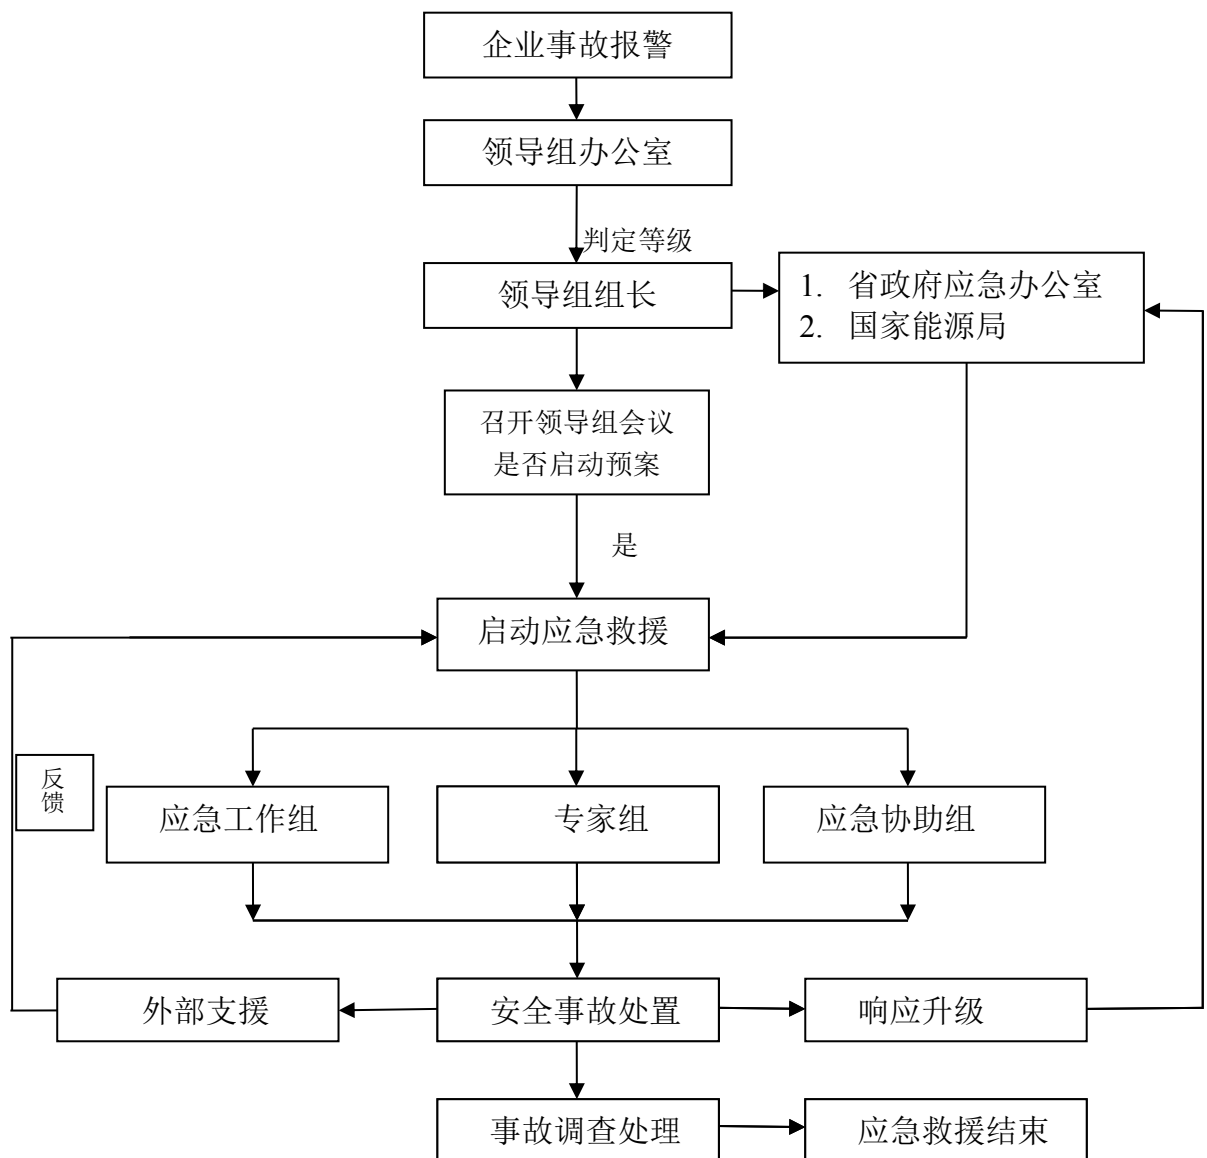 企业事故报警
领导组办公室
判定等级
领导组组长
1. 省政府应急办公室
2. 国家能源局
召开领导组会议
是否启动预案
是
启动应急救援
反
馈
应急工作组
专家组
应急协助组
外部支援
安全事故处置
响应升级
事故调查处理
应急救援结束